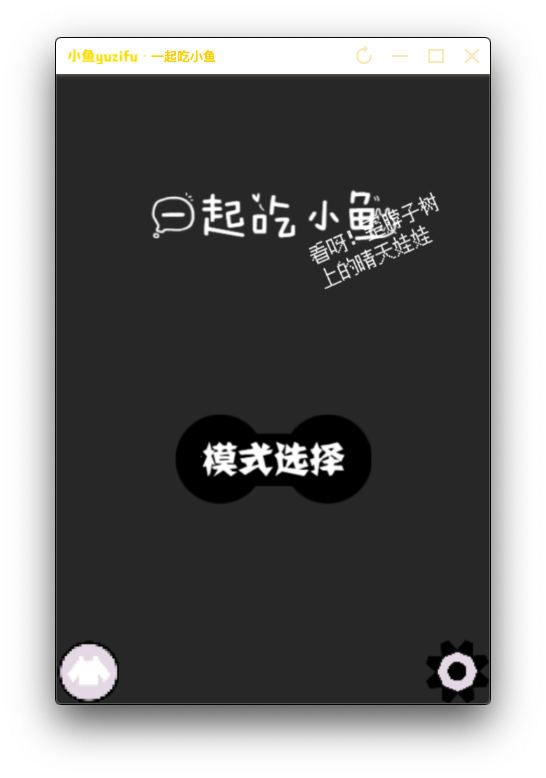 小鱼yuzifu · 一起吃小鱼
一起吃小鱼
看呀！是脖子树
上的晴天娃娃
模式选择